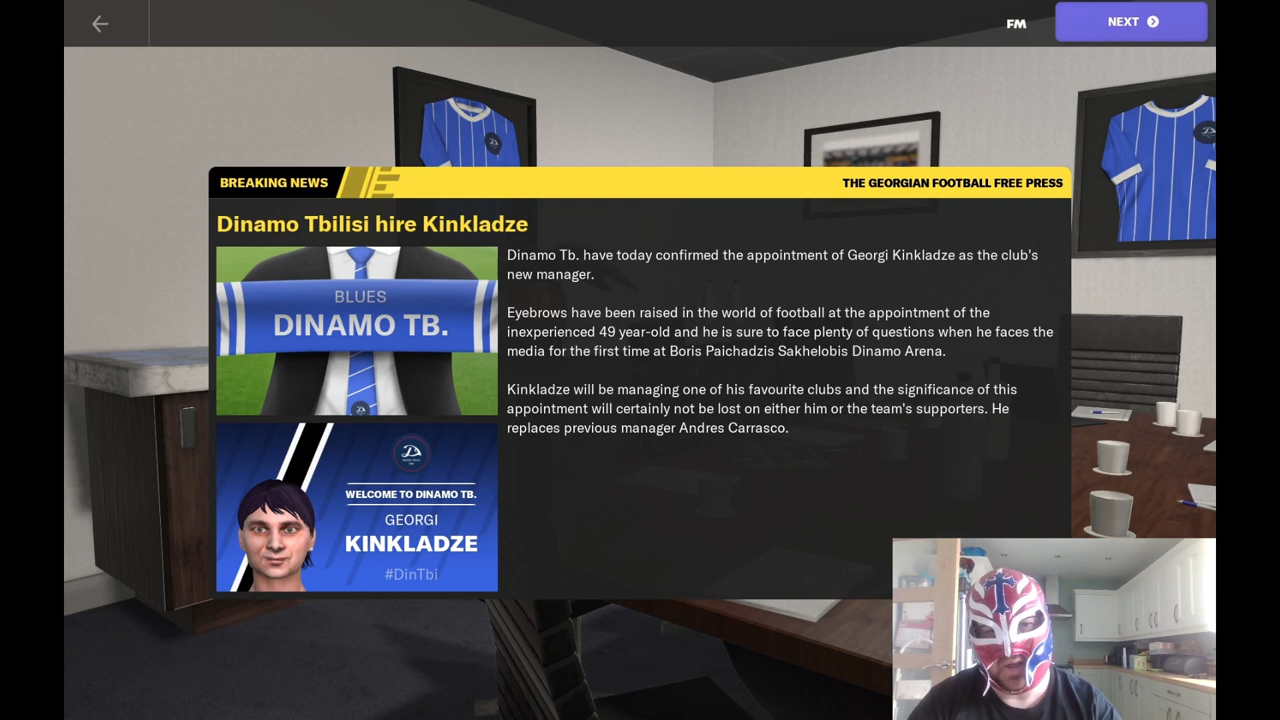 FM
NEXT
BREAKING NEWS
THE GEORGIAN FOOTBALL FREE PRESS
Dinamo Tbilisi hire Kinkladze
BLUES
DINAMO TB.
WELCOME TO DINAMO TB.
GEORGI
KINKLADZE
#DinTbi
Dinamo Tb. have today confirmed the appointment of Georgi Kinkladze as the club's
new manager.
Eyebrows have been raised in the world of football at the appointment of the
inexperienced 49 year-old and he is sure to face plenty of questions when he faces the
media for the first time at Boris Paichadzis Sakhelobis Dinamo Arena.
Kinkladze will be managing one of his favourite clubs and the significance of this
appointment will certainly not be lost on either him or the team's supporters. He
replaces previous manager Andres Carrasco.